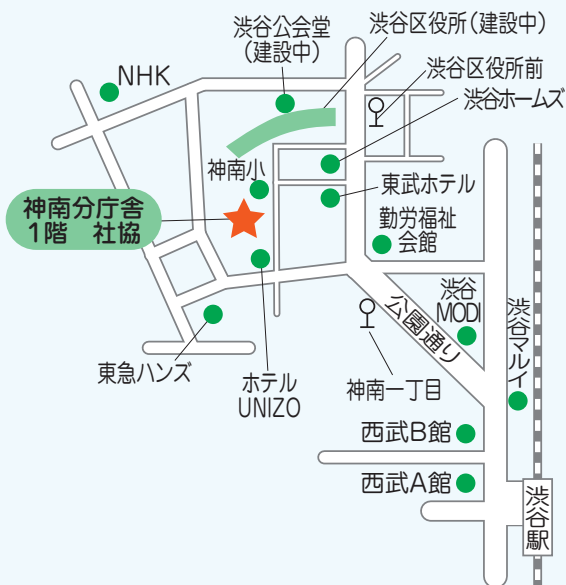 渋谷公会堂
(建設中)
渋谷区役所(建設中)
NHK
渋谷区役所前
渋谷ホームズ
神南小
東武ホテル
神南分庁舎
1階 社協
勤労福祉
会館
渋谷
MODI
公園通り
渋谷マルイ
東急ハンズ
ホテル
UNIZO
神南一丁目
西武B館
西武A館
渋谷駅